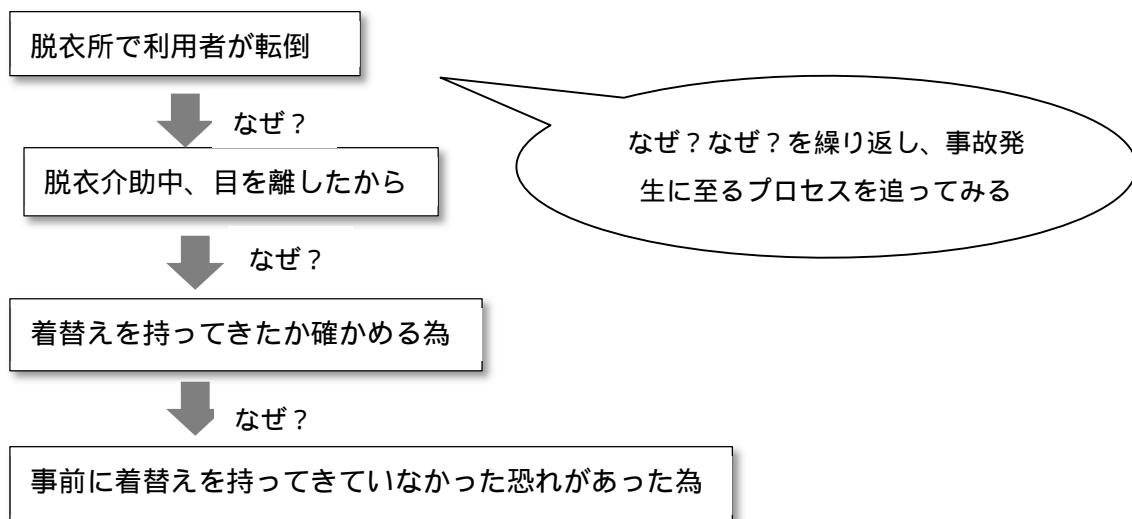 脱衣所で利用者が転倒
なぜ?
脱衣介助中、目を離したから
なぜ?
着替えを持ってきたか確かめる為
なぜ?
事前に着替えを持ってきていなかった恐れがあった為
なぜ?なぜ?を繰り返し、事故発
生に至るプロセスを追ってみる